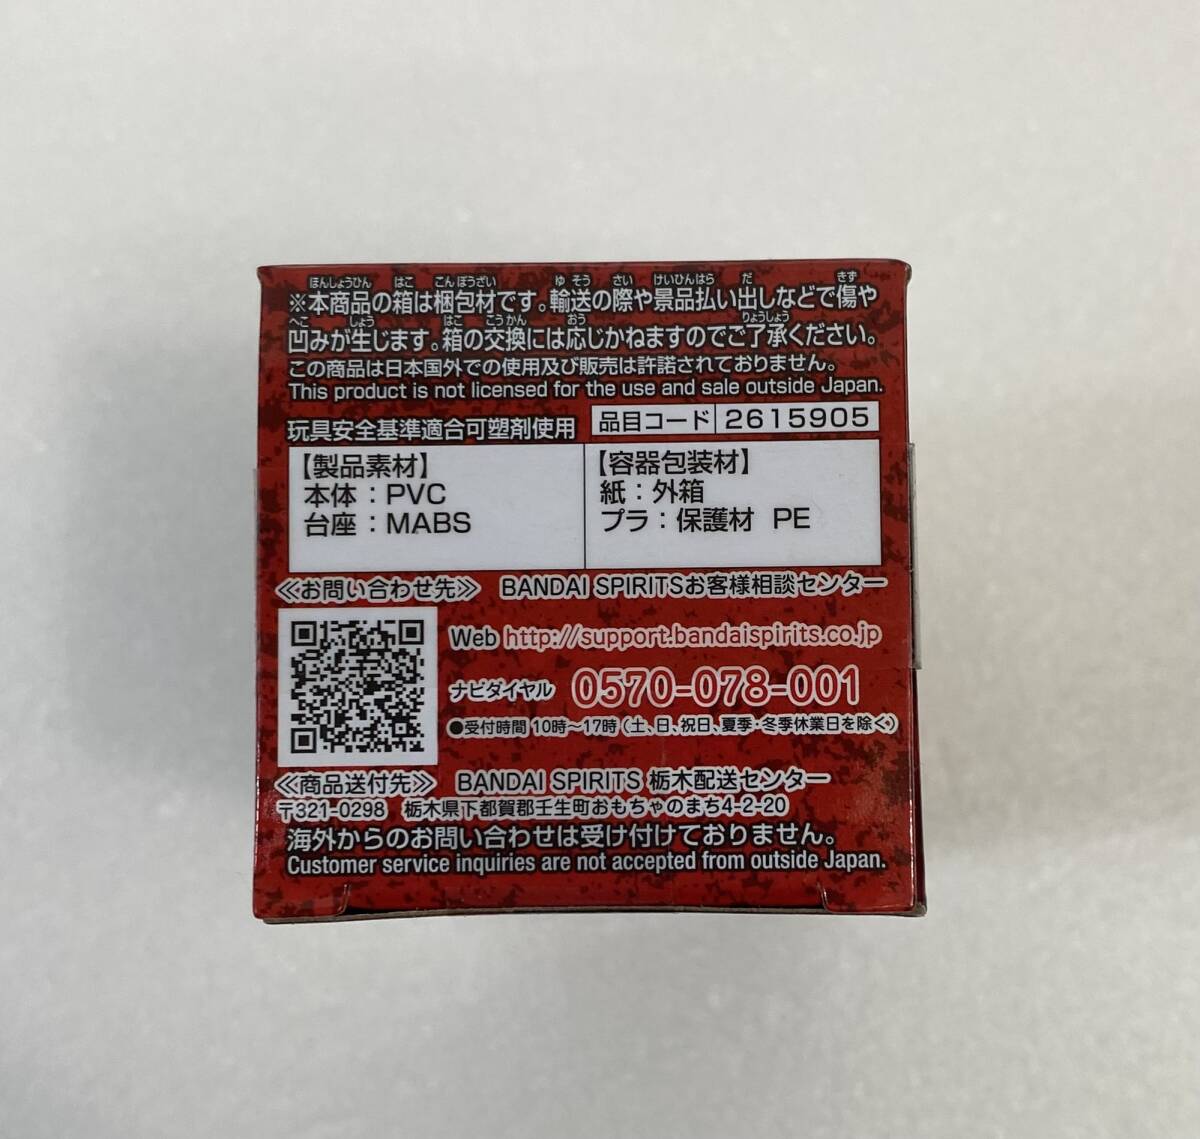 ※本商品の箱は梱包材です。輸送の際や景品払い出しなどで傷や
凹みが生じます。箱の交換には応じかねますのでご了承ください。
この商品は日本国外での使用及び販売は許諾されておりません。
This product is not licensed for the use and sale outside Japan.
玩具安全基準適合可塑剤使用
品目コード 2615905
【製品素材】
本体：PVC
台座：MABS
【容器包装材】
紙：外箱
プラ：保護材 PE
≪お問い合わせ先≫ BANDAI SPIRITSお客様相談センター
Web http://support.bandaispirits.co.jp
ナビダイヤル 0570-078-001
●受付時間 10時～17時（土、日、祝日、夏季・冬季休業日を除く）
≪商品送付先≫ BANDAI SPIRITS 栃木配送センター
〒321-0298 栃木県下都賀郡壬生町おもちゃのまち4-2-20
海外からのお問い合わせは受け付けておりません。
Customer service inquiries are not accepted from outside Japan.